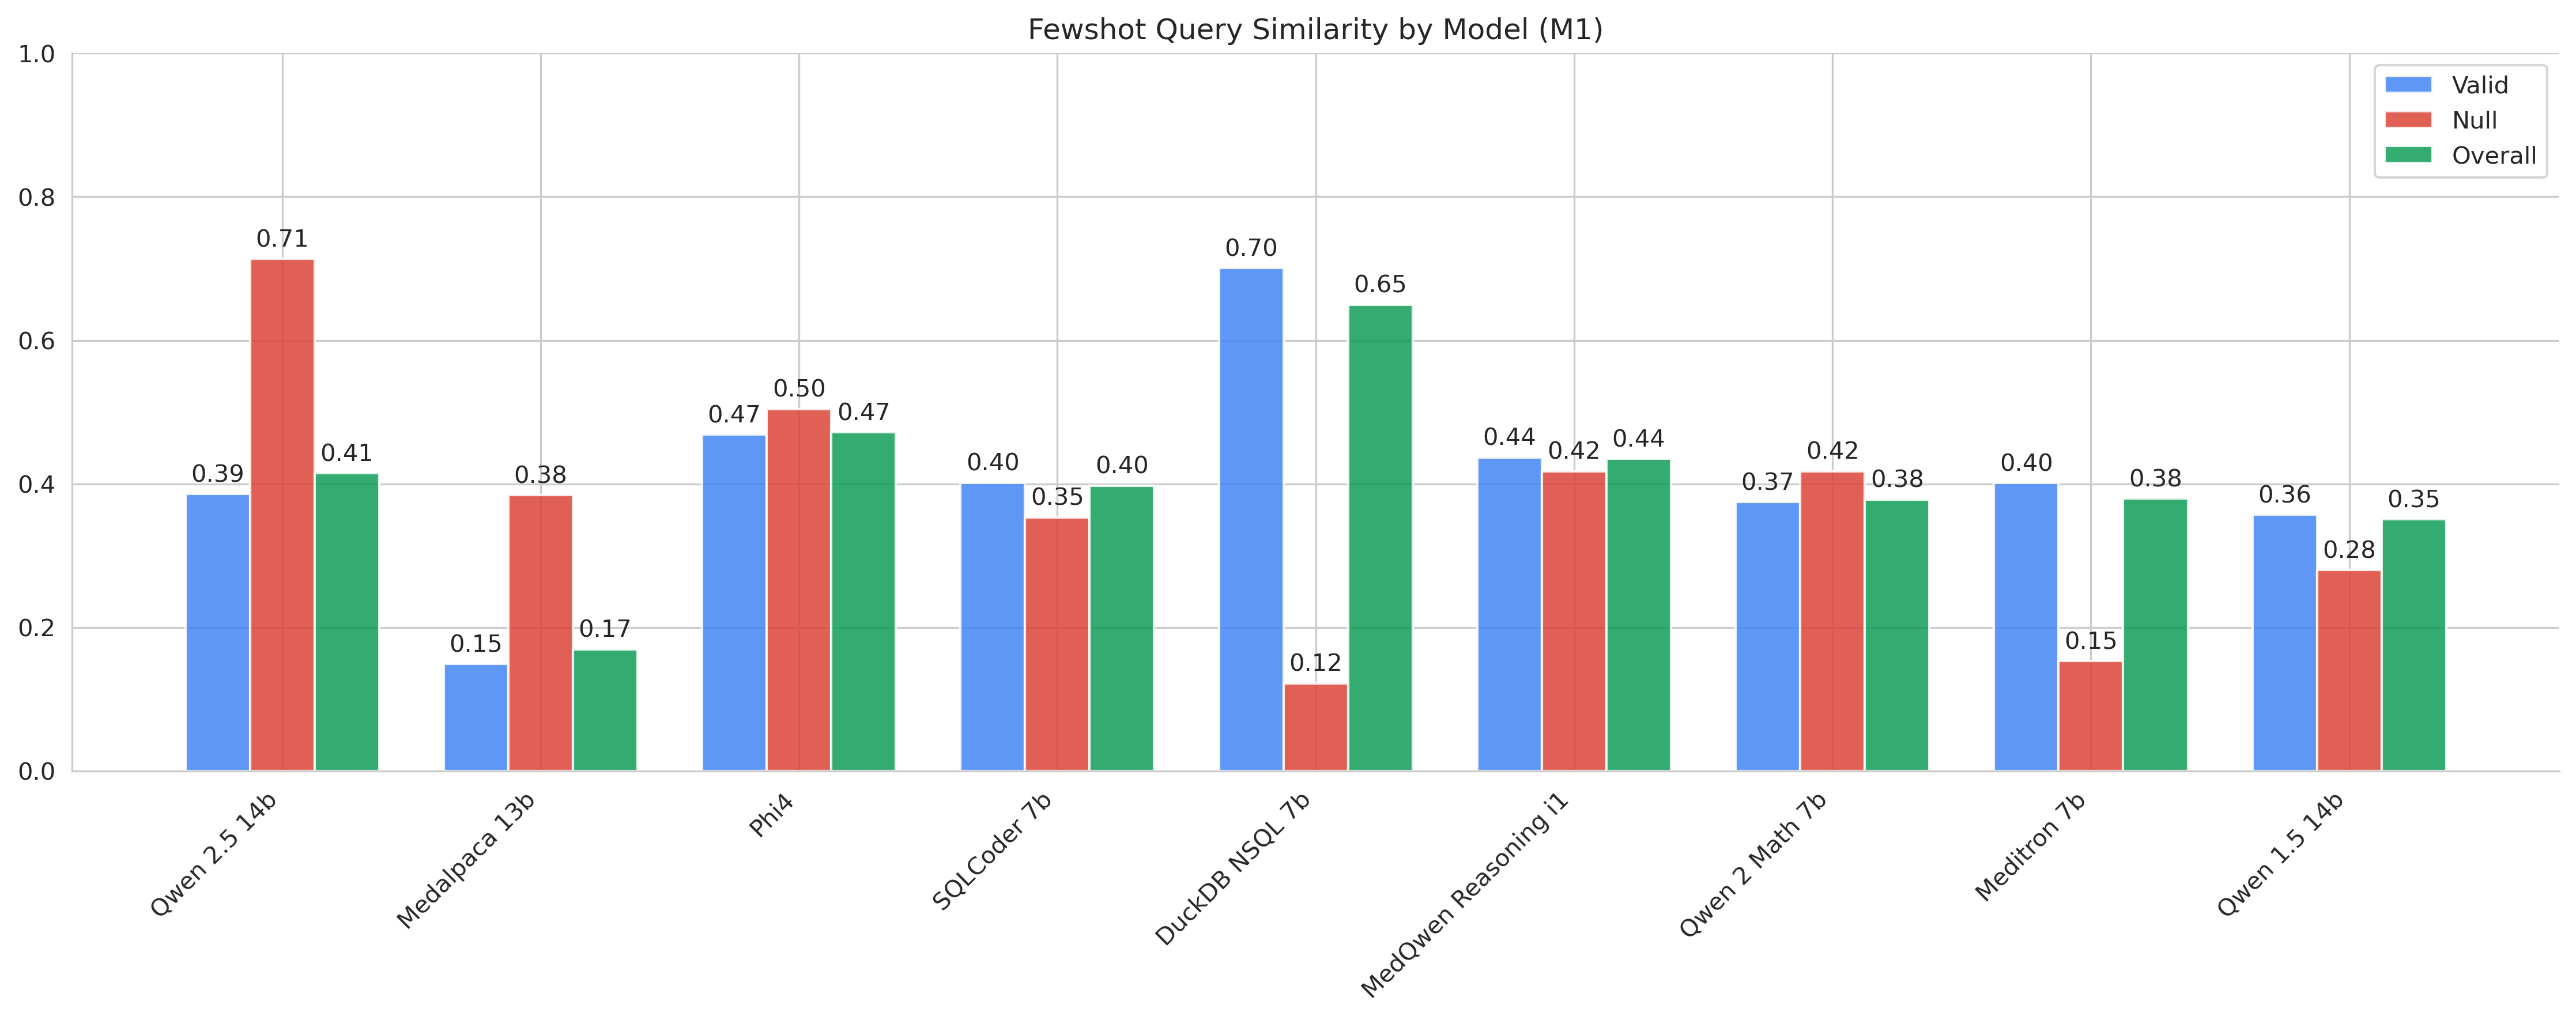 Fewshot Query Similarity by Model (M1)
1.0
0.8
0.6
0.4
0.2
0.0
Valid
Null
Overall
0.39
0.71
0.41
0.15
0.38
0.17
0.47
0.50
0.47
0.40
0.35
0.40
0.70
0.12
0.65
0.44
0.42
0.44
0.37
0.42
0.38
0.40
0.15
0.38
0.36
0.28
0.35
Qwen 2.5 14b
Medalpaca 13b
Phi4
SQLCoder 7b
DuckDB NSQL 7b
MedQwen Reasoning i1
Qwen 2 Math 7b
Meditron 7b
Qwen 1.5 14b